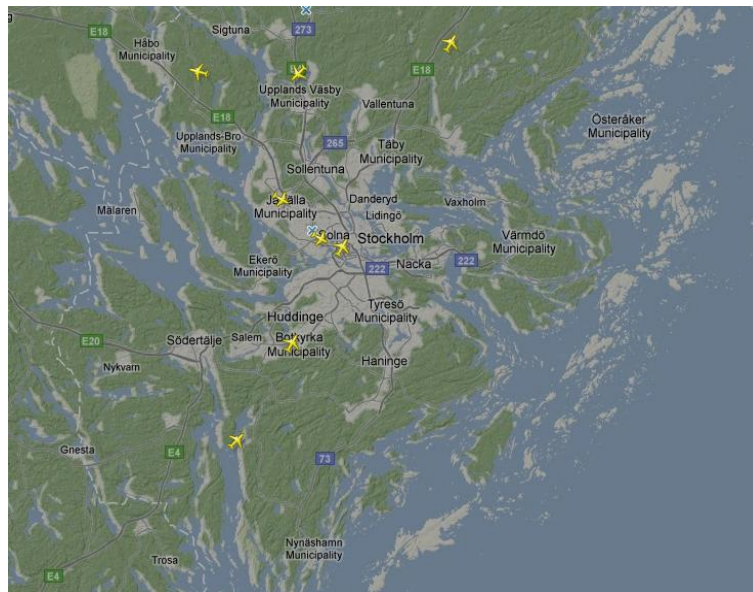 E18
Sigtuna
273
Håbo
Municipality
E18
Upplands Väsby
Municipality
Vallentuna
E18
Österåker
Municipality
Upplands-Bro
Municipality
265
Täby
Municipality
Sollentuna
Mälaren
Municipality
Danderyd
Lidingö
Vaxholm
Stockholm
Värmdö
Municipality
Ekerö
Municipality
Nacka
222
222
Tyresö
Municipality
Huddinge
E20
Södertälje
Salem
Botkyrka
Municipality
Nykvarn
Haninge
Gnesta
E4
73
Nynäshamn
Municipality
Trosa
E4